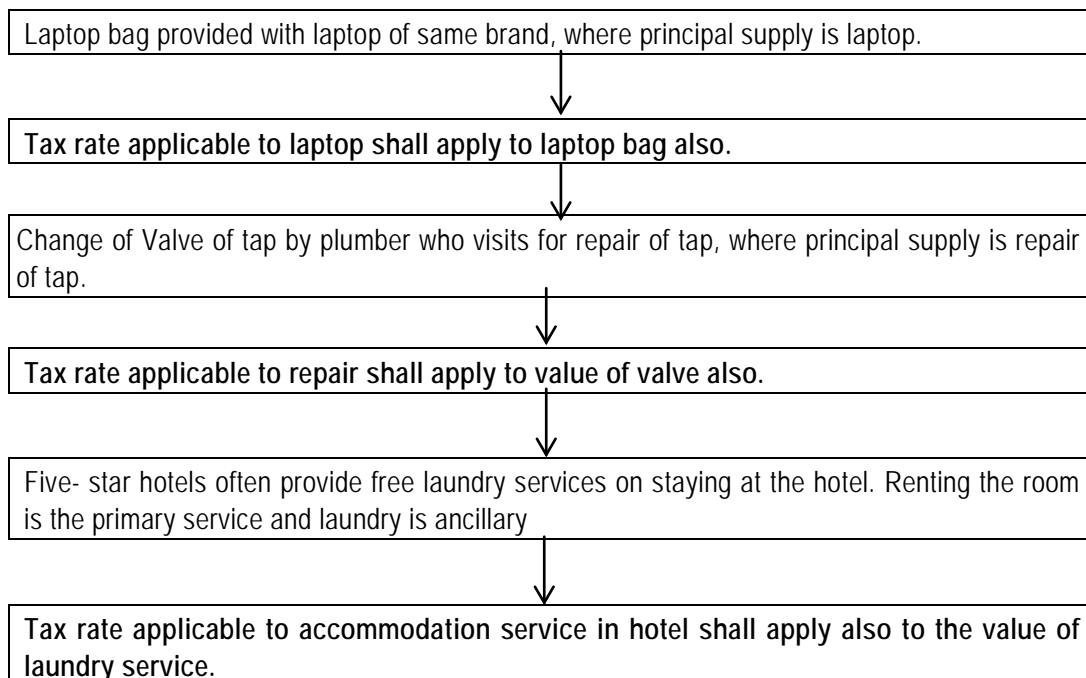 Laptop bag provided with laptop of same brand, where principal supply is laptop.
Tax rate applicable to laptop shall apply to laptop bag also.
Change of Valve of tap by plumber who visits for repair of tap, where principal supply is repair
of tap.
Tax rate applicable to repair shall apply to value of valve also.
Five- star hotels often provide free laundry services on staying at the hotel. Renting the room
is the primary service and laundry is ancillary
Tax rate applicable to accommodation service in hotel shall apply also to the value of
laundry service.